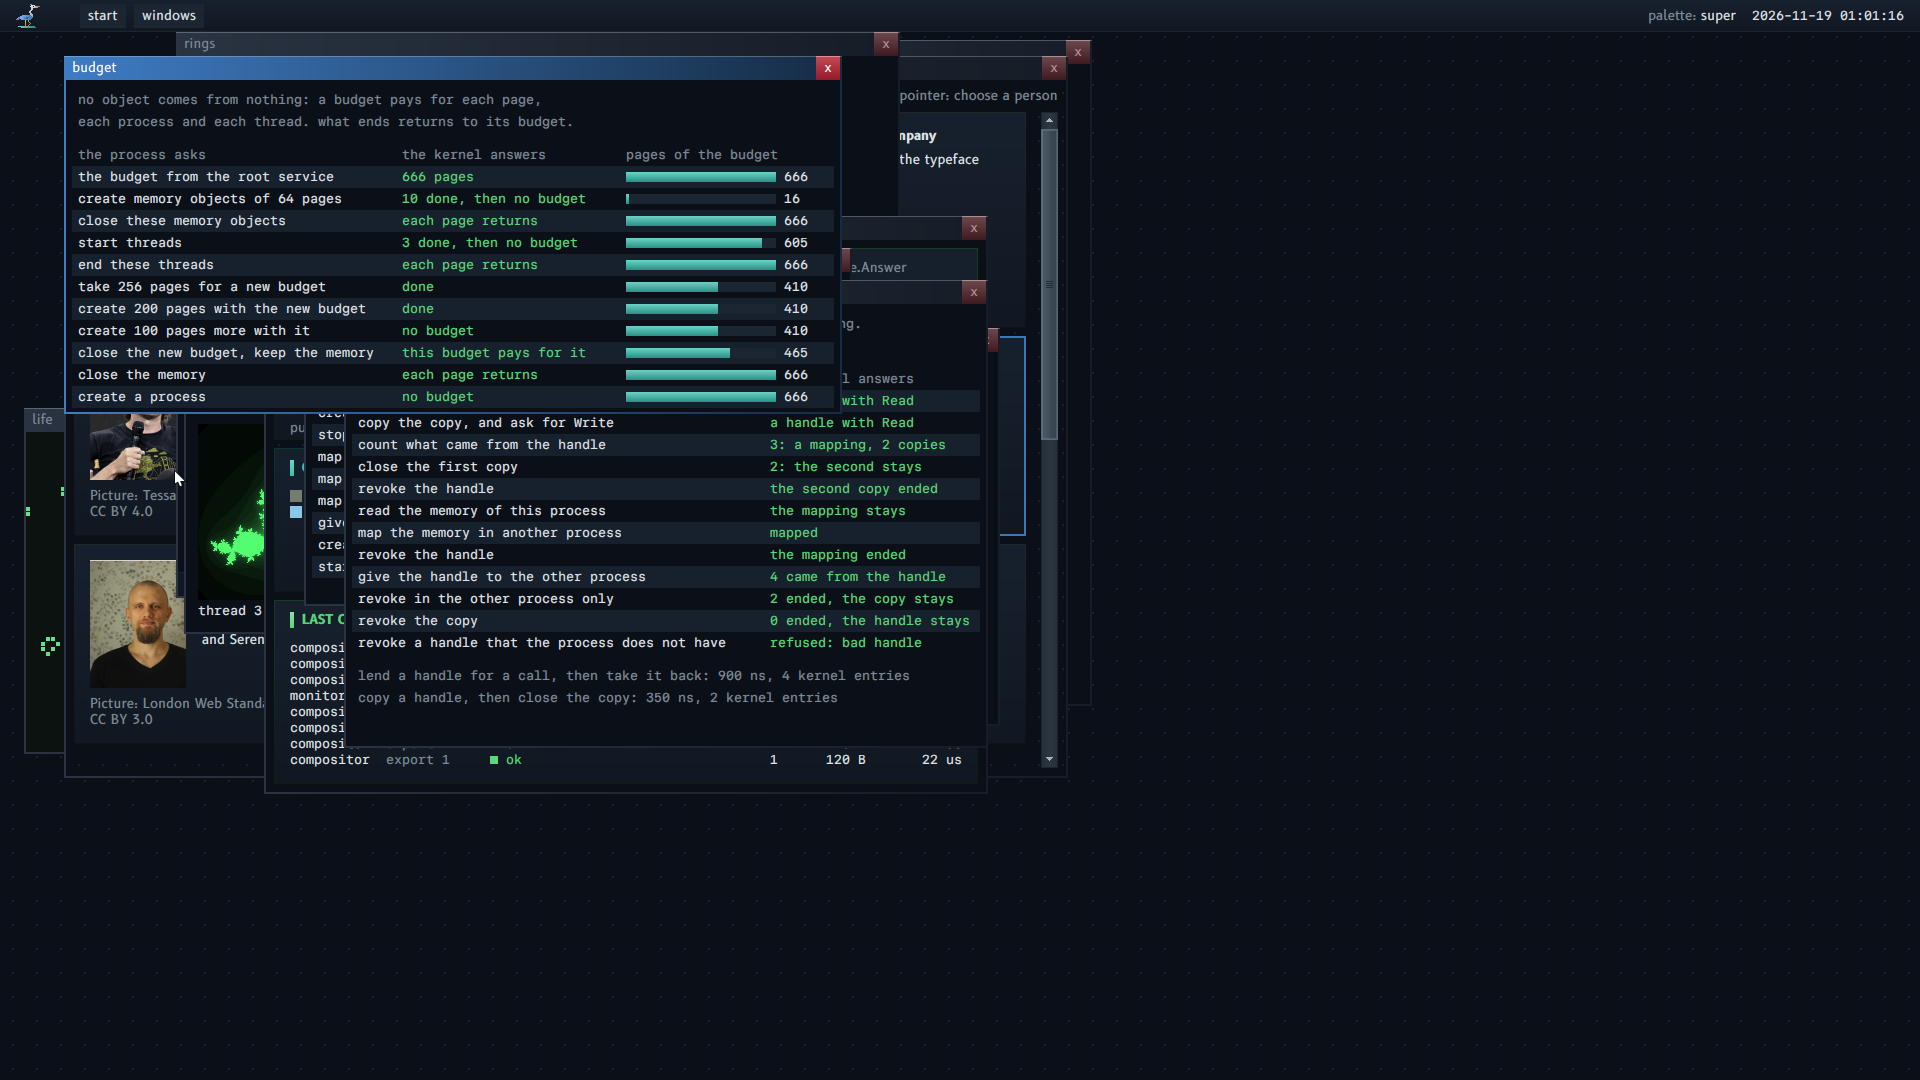 start windows palette: super 2026-11-19 01:01:16
rings x
x
budget x
x
no object comes from nothing: a budget pays for each page,
each process and each thread. what ends returns to its budget.
pointer: choose a person
the process asks the kernel answers pages of the budget
the budget from the root service 666 pages 666
create memory objects of 64 pages 10 done, then no budget 16
close these memory objects each page returns 666
start threads 3 done, then no budget 605
end these threads each page returns 666
take 256 pages for a new budget done 410
create 200 pages with the new budget done 410
create 100 pages more with it no budget 410
close the new budget, keep the memory this budget pays for it 465
close the memory each page returns 666
create a process no budget 666
the typeface
x
e.Answer
x
ng.
answers
with Read
copy the copy, and ask for Write a handle with Read
count what came from the handle 3: a mapping, 2 copies
close the first copy 2: the second stays
revoke the handle the second copy ended
read the memory of this process the mapping stays
map the memory in another process mapped
revoke the handle the mapping ended
give the handle to the other process 4 came from the handle
revoke in the other process only 2 ended, the copy stays
revoke the copy 0 ended, the handle stays
revoke a handle that the process does not have refused: bad handle
lend a handle for a call, then take it back: 900 ns, 4 kernel entries
copy a handle, then close the copy: 350 ns, 2 kernel entries
life
Picture: Tessa
CC BY 4.0
map
map
map
thread 3
and Seren
Picture: London Web Standa
CC BY 3.0
LAST C
composi
composi
composi
monitor
composi
composi
composi
compositor export 1 ok 1 120 B 22 us